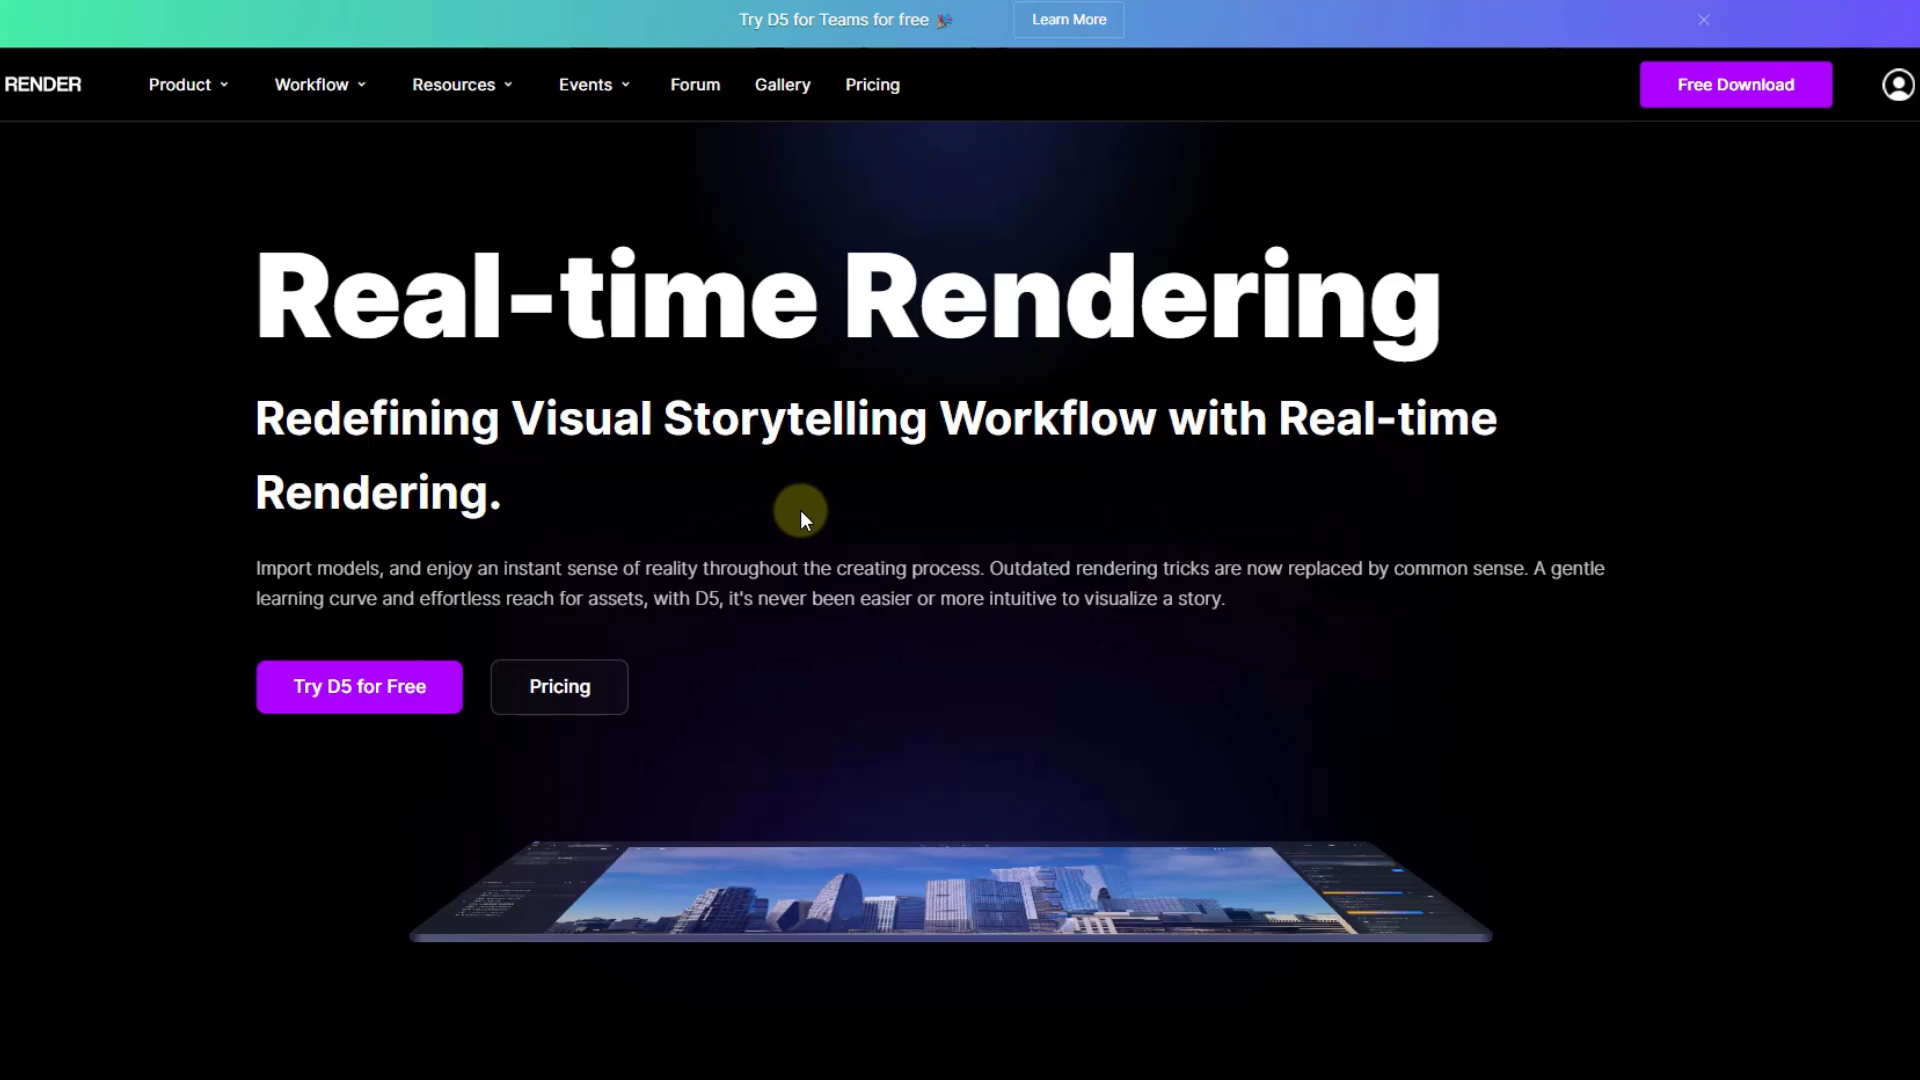 Try D5 for Teams for free
Learn More
RENDER
Product
Workflow
Resources
Events
Forum
Gallery
Pricing
Free Download
Real-time Rendering
Redefining Visual Storytelling Workflow with Real-time
Rendering.
Import models, and enjoy an instant sense of reality throughout the creating process. Outdated rendering tricks are now replaced by common sense. A gentle
learning curve and effortless reach for assets, with D5, it's never been easier or more intuitive to visualize a story.
Try D5 for Free
Pricing